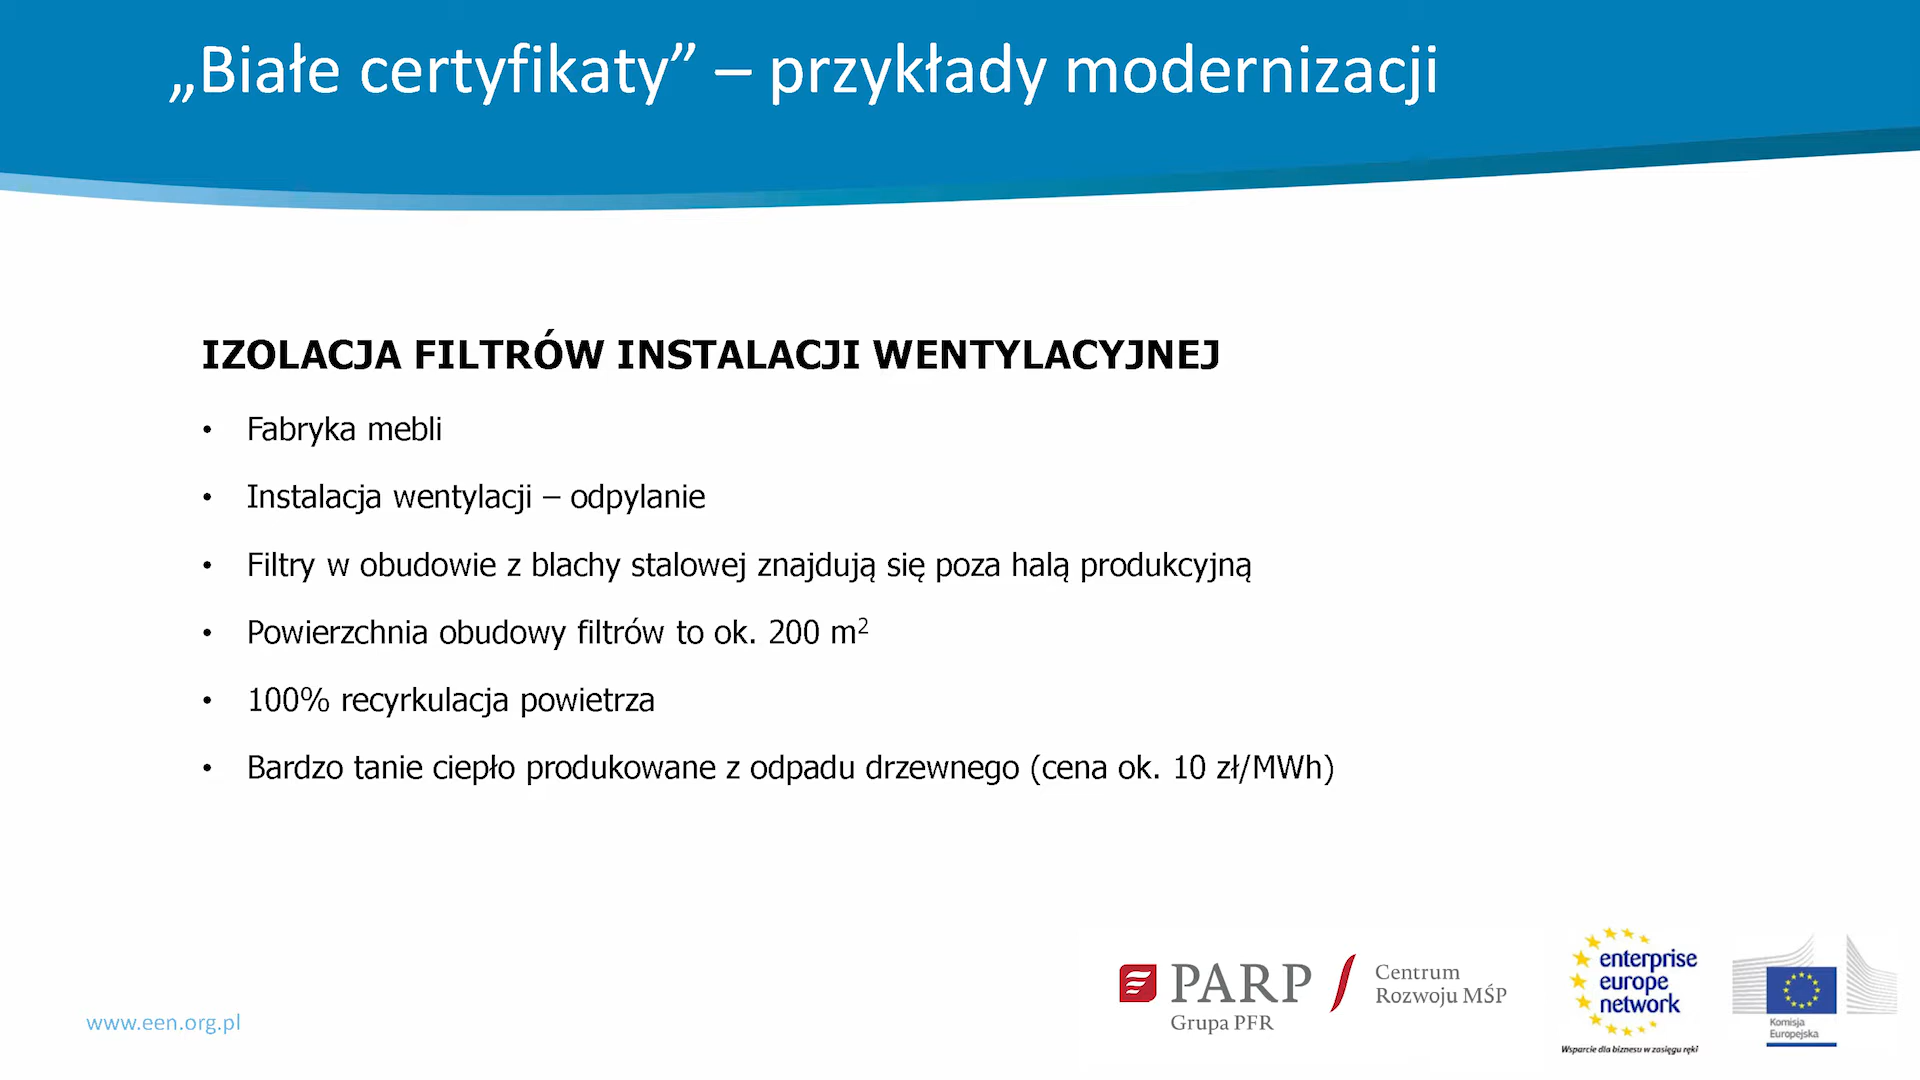 „Białe certyfikaty” – przykłady modernizacji
IZOLACJA FILTRÓW INSTALACJI WENTYLACYJNEJ
• Fabryka mebli
• Instalacja wentylacji – odpylanie
• Filtry w obudowie z blachy stalowej znajdują się poza halą produkcyjną
• Powierzchnia obudowy filtrów to ok. 200 m²
• 100% recyrkulacja powietrza
• Bardzo tanie ciepło produkowane z odpadu drzewnego (cena ok. 10 zł/MWh)
www.een.org.pl
PARP
Grupa PFR
Centrum
Rozwoju MŚP
enterprise
europe
network
Wsparcie dla biznesu w zasięgu ręki
Komisja
Europejska